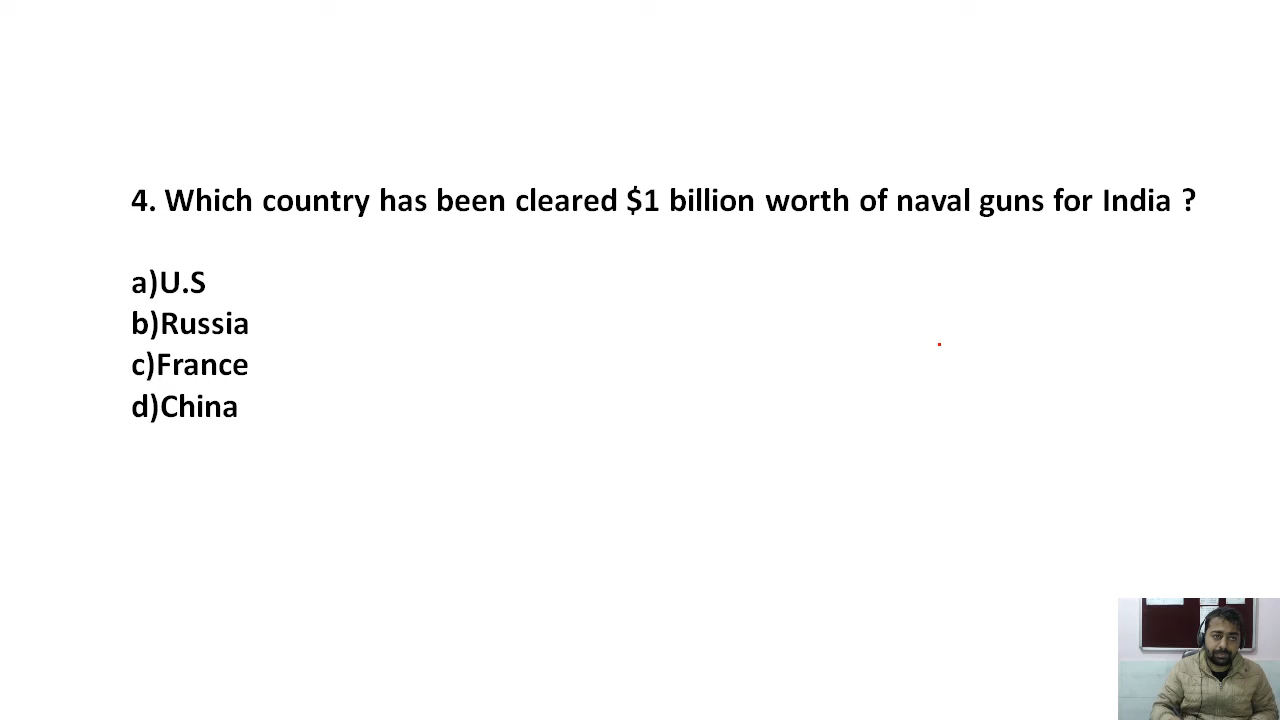 4. Which country has been cleared $1 billion worth of naval guns for India ?
a)U.S
b)Russia
c)France
d)China